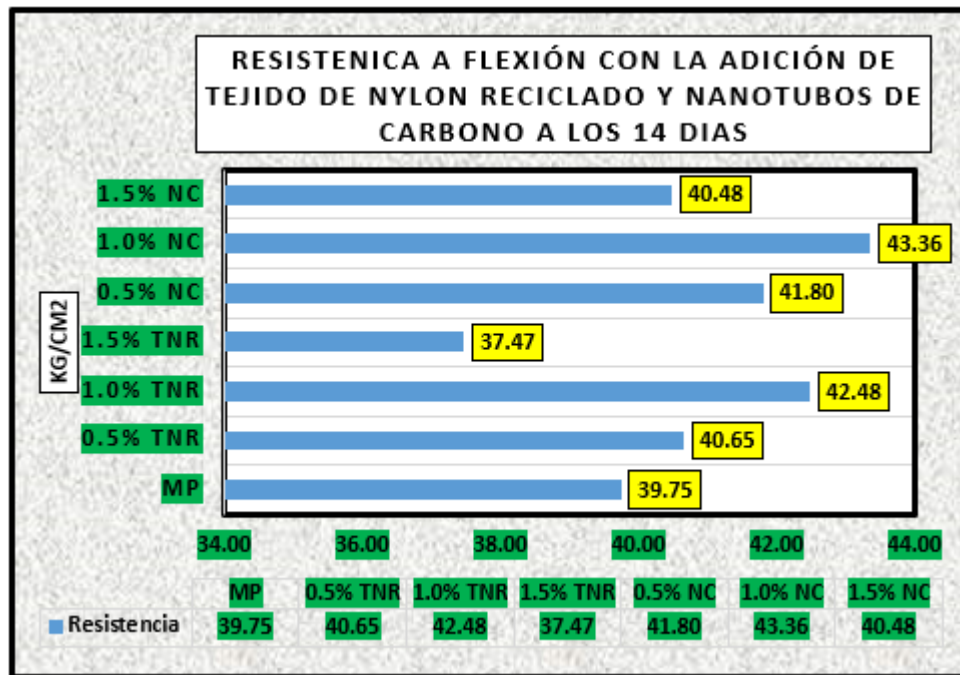 RESISTENICA A FLEXIÓN CON LA ADICIÓN DE
TEJIDO DE NYLON RECICLADO Y NANOTUBOS DE
CARBONO A LOS 14 DIAS
KG/CM2
1.5% NC 40.48
1.0% NC 43.36
0.5% NC 41.80
1.5% TNR 37.47
1.0% TNR 42.48
0.5% TNR 40.65
MP 39.75
34.00 36.00 38.00 40.00 42.00 44.00
MP 0.5% TNR 1.0% TNR 1.5% TNR 0.5% NC 1.0% NC 1.5% NC
Resistencia 39.75 40.65 42.48 37.47 41.80 43.36 40.48